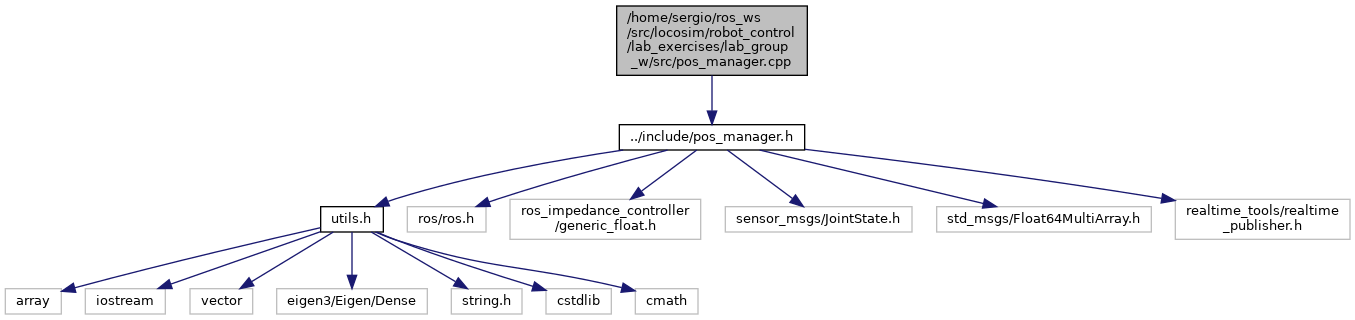 /home/sergio/ros_ws
/src/locosim/robot_control
/lab_exercises/lab_group
_w/src/pos_manager.cpp
../include/pos_manager.h
utils.h
ros/ros.h
ros_impedance_controller
/generic_float.h
sensor_msgs/JointState.h
std_msgs/Float64MultiArray.h
realtime_tools/realtime
_publisher.h
array
iostream
vector
eigen3/Eigen/Dense
string.h
cstdlib
cmath